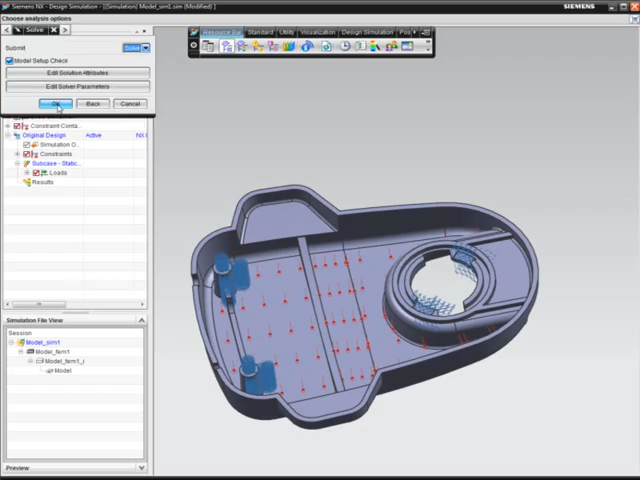 Siemens NX - Design Simulation - [(Simulation) Model_sim1.sim (Modified) ]
SIEMENS
Choose analysis options
Solve
Submit
Solve
Model Setup Check
Edit Solution Attributes
Edit Solver Parameters
OK
Back
Cancel
Resource Bar
Standard
Utility
Visualization
Design Simulation
Pos
Constraint Conta...
Original Design
Active
NX
Simulation O...
Constraints
Subcase - Static...
Loads
Results
Simulation File View
Session
Model_sim1
Model_fem1
Model_fem1_i
Model
Preview